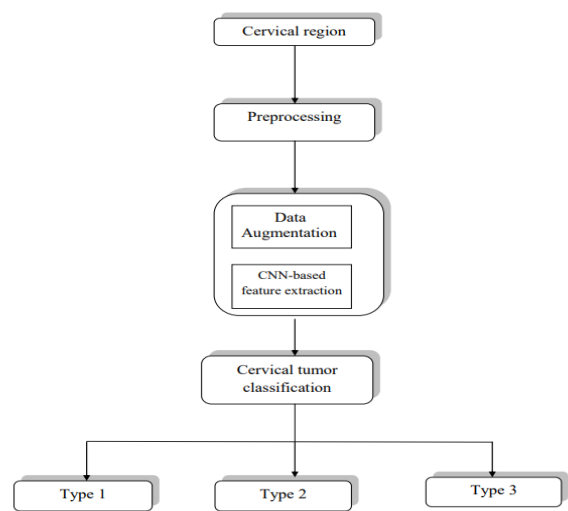 Cervical region
Preprocessing
Data
Augmentation
CNN-based
feature extraction
Cervical tumor
classification
Type 1
Type 2
Type 3